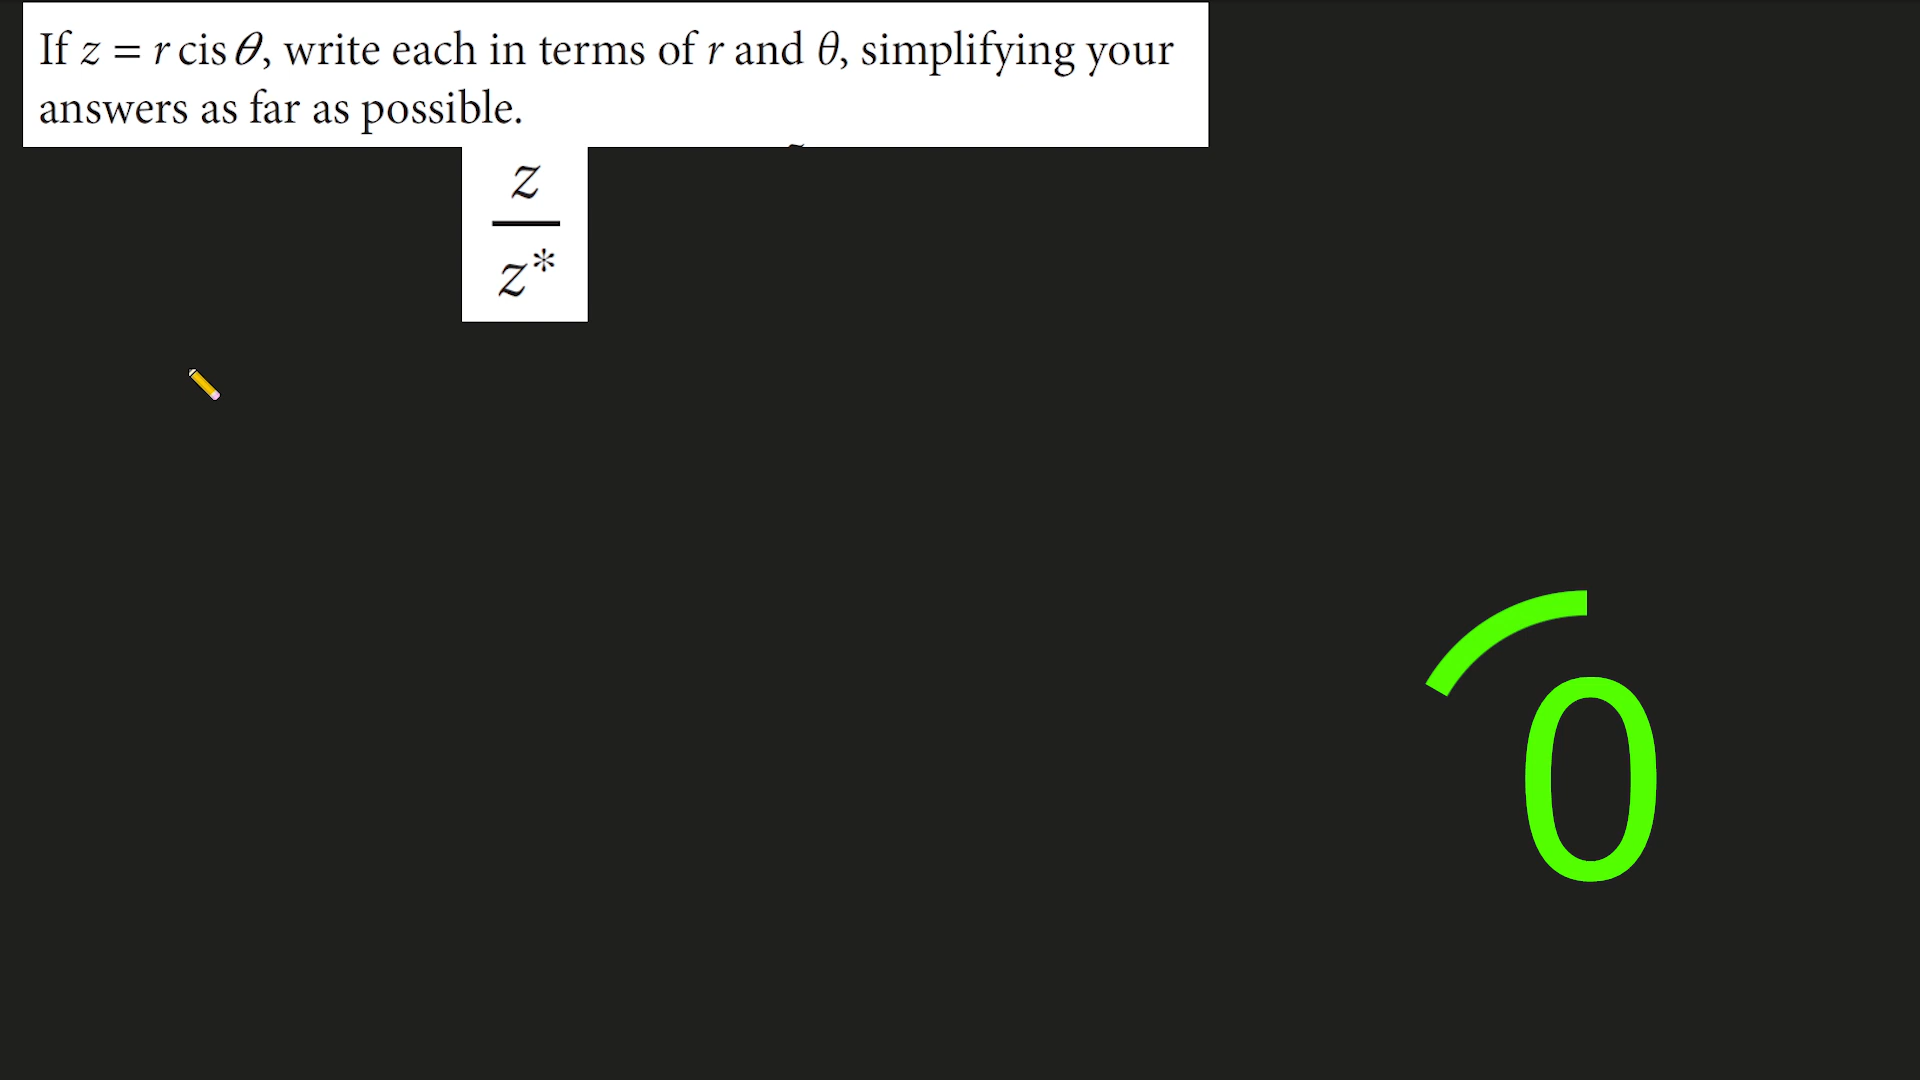 If z = r cis θ, write each in terms of r and θ, simplifying your
answers as far as possible.
z
z*
0